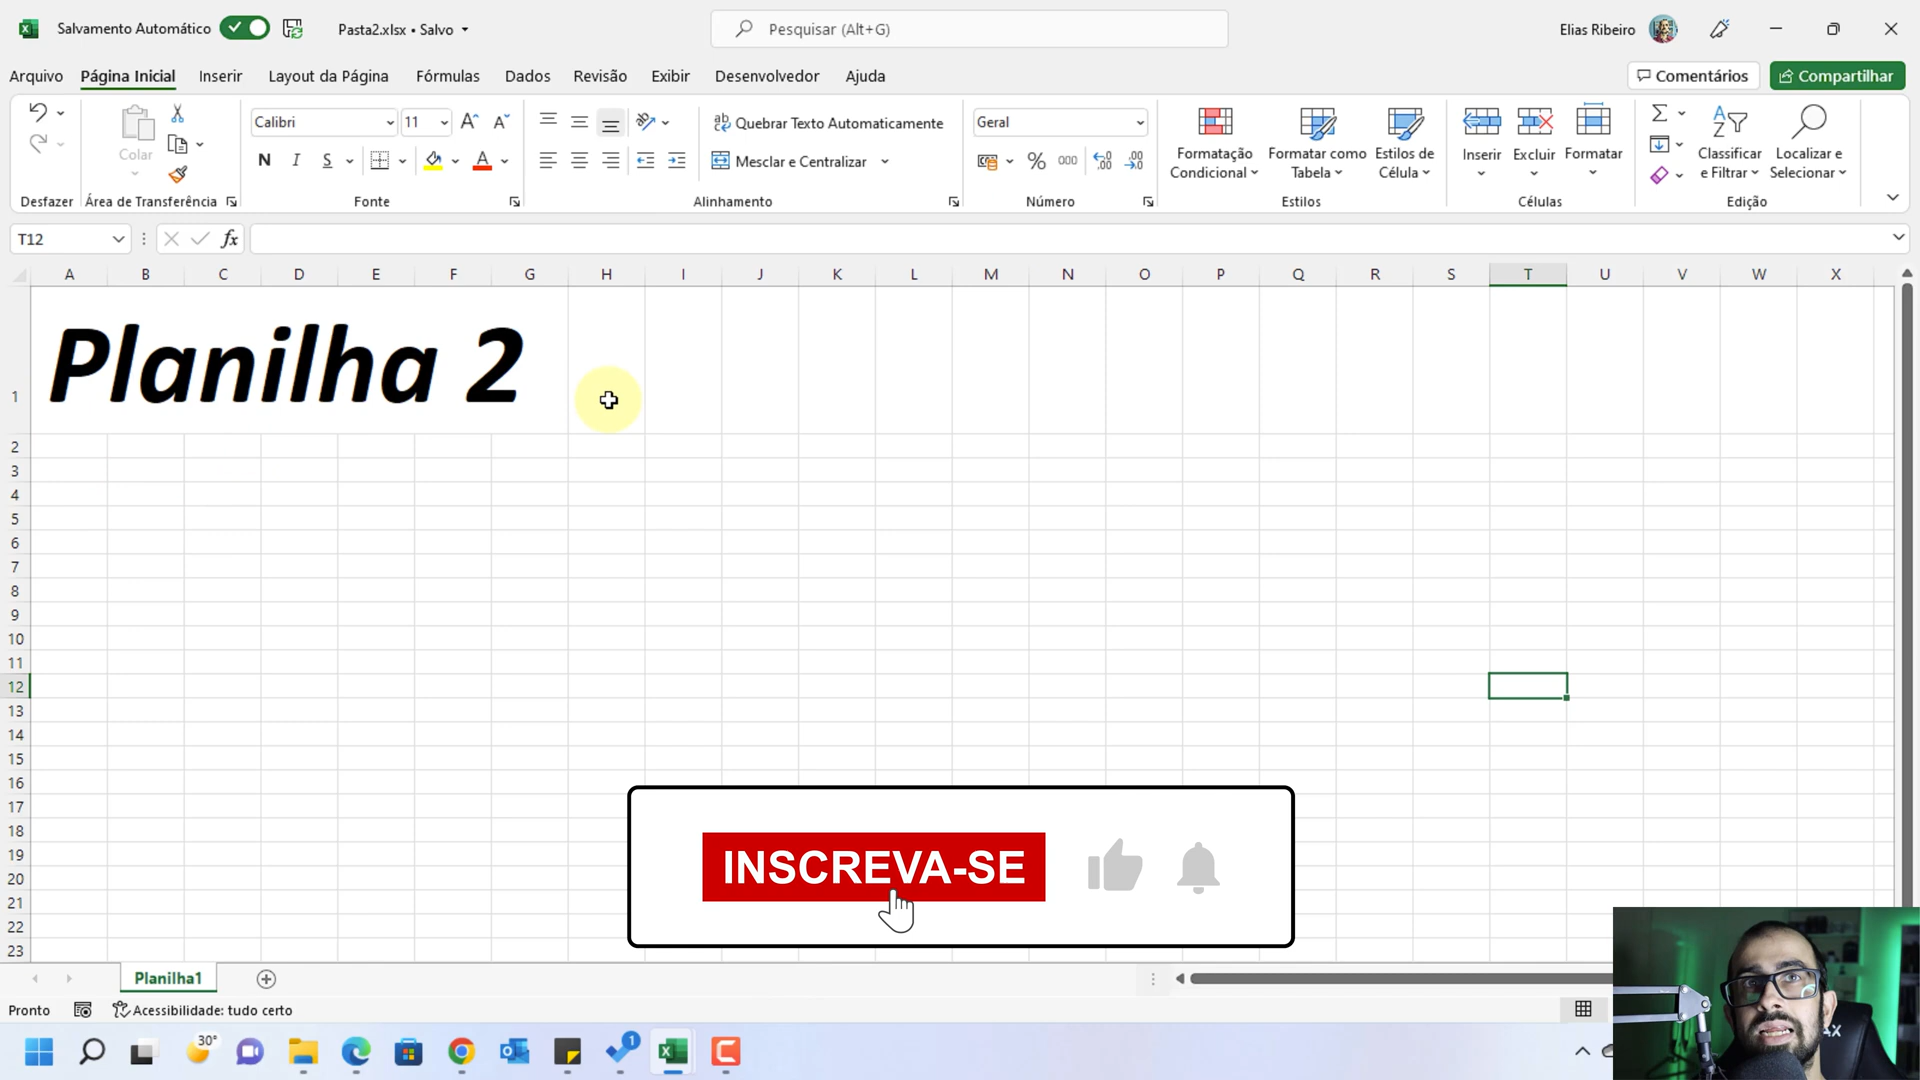 Salvamento Automático
Pasta2.xlsx • Salvo
Pesquisar (Alt+G)
Elias Ribeiro
Arquivo
Página Inicial
Inserir
Layout da Página
Fórmulas
Dados
Revisão
Exibir
Desenvolvedor
Ajuda
Comentários
Compartilhar
Colar
Calibri
11
N
I
S
Quebrar Texto Automaticamente
Mesclar e Centralizar
Geral
%
000
Formatação
Condicional
Formatar como
Tabela
Estilos de
Célula
Inserir
Excluir
Formatar
Classificar
e Filtrar
Localizar e
Selecionar
Desfazer
Área de Transferência
Fonte
Alinhamento
Número
Estilos
Células
Edição
T12
fx
A B C D E F G H I J K L M N O P Q R S T U V W X
Planilha 2
1
2
3
4
5
6
7
8
9
10
11
12
13
14
15
16
17
18
19
20
21
22
23
INSCREVA-SE
Planilha1
Pronto
Acessibilidade: tudo certo
30°
1